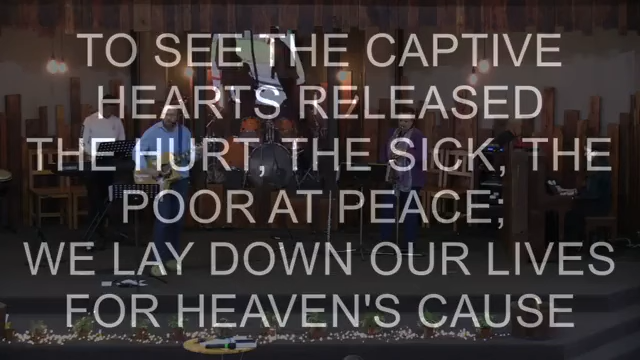 TO SEE THE CAPTIVE
HEARTS RELEASED
THE HURT, THE SICK, THE
POOR AT PEACE;
WE LAY DOWN OUR LIVES
FOR HEAVEN'S CAUSE